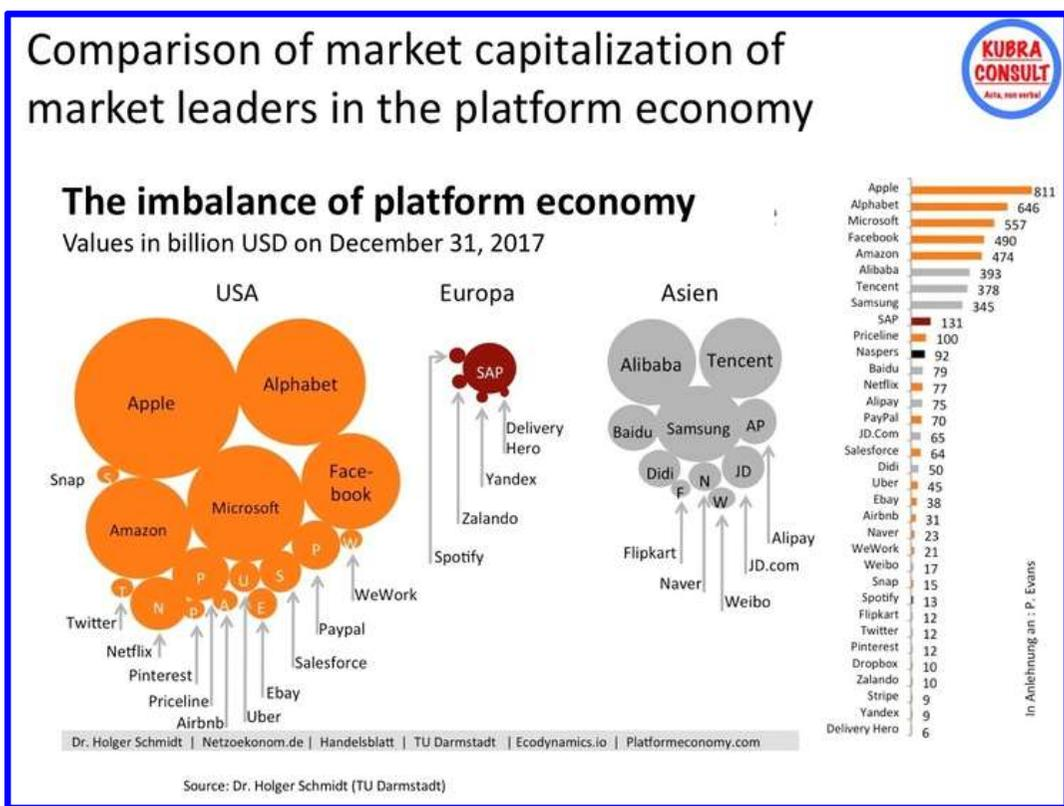 Comparison of market capitalization of
market leaders in the platform economy
KUBRA
CONSULT
Acta, non verba!
The imbalance of platform economy
Values in billion USD on December 31, 2017
USA
Europa
Asien
Apple
Alphabet
Snap
S
Amazon
Microsoft
Face-
book
T
N
P
P
A
U
E
S
P
W
Twitter
Netflix
Pinterest
Priceline
Airbnb
Uber
Ebay
Salesforce
Paypal
WeWork
SAP
Delivery
Hero
Yandex
Zalando
Spotify
Alibaba
Tencent
Baidu
Samsung
AP
Didi
F
N
W
JD
Flipkart
Naver
Weibo
JD.com
Alipay
Apple 811
Alphabet 646
Microsoft 557
Facebook 490
Amazon 474
Alibaba 393
Tencent 378
Samsung 345
SAP 131
Priceline 100
Naspers 92
Baidu 79
Netflix 77
Alipay 75
PayPal 70
JD.Com 65
Salesforce 64
Didi 50
Uber 45
Ebay 38
Airbnb 31
Naver 23
WeWork 21
Weibo 17
Snap 15
Spotify 13
Flipkart 12
Twitter 12
Pinterest 12
Dropbox 10
Zalando 10
Stripe 9
Yandex 9
Delivery Hero 6
In Anlehnung an : P. Evans
Dr. Holger Schmidt | Netzoekonom.de | Handelsblatt | TU Darmstadt | Ecodynamics.io | Platformeconomy.com
Source: Dr. Holger Schmidt (TU Darmstadt)